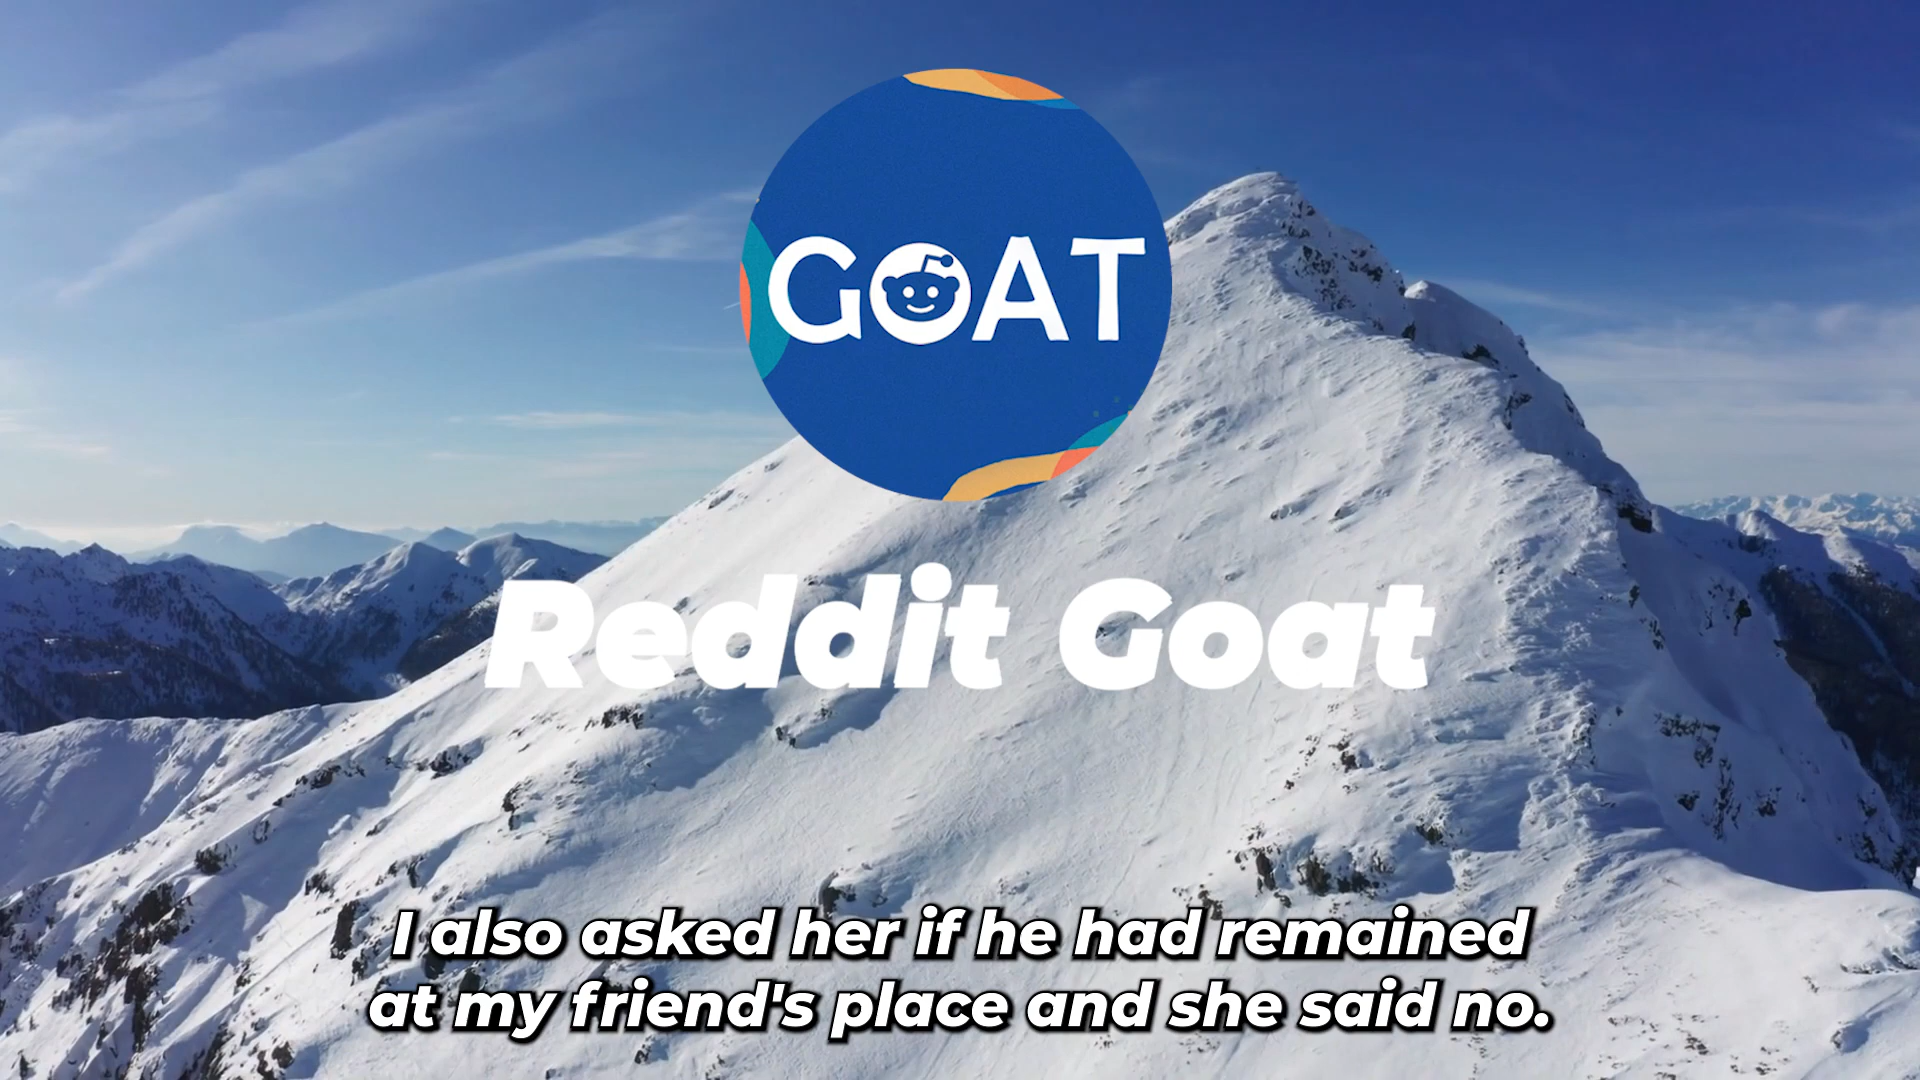 GOAT
Reddit Goat
I also asked her if he had remained
at my friend's place and she said no.